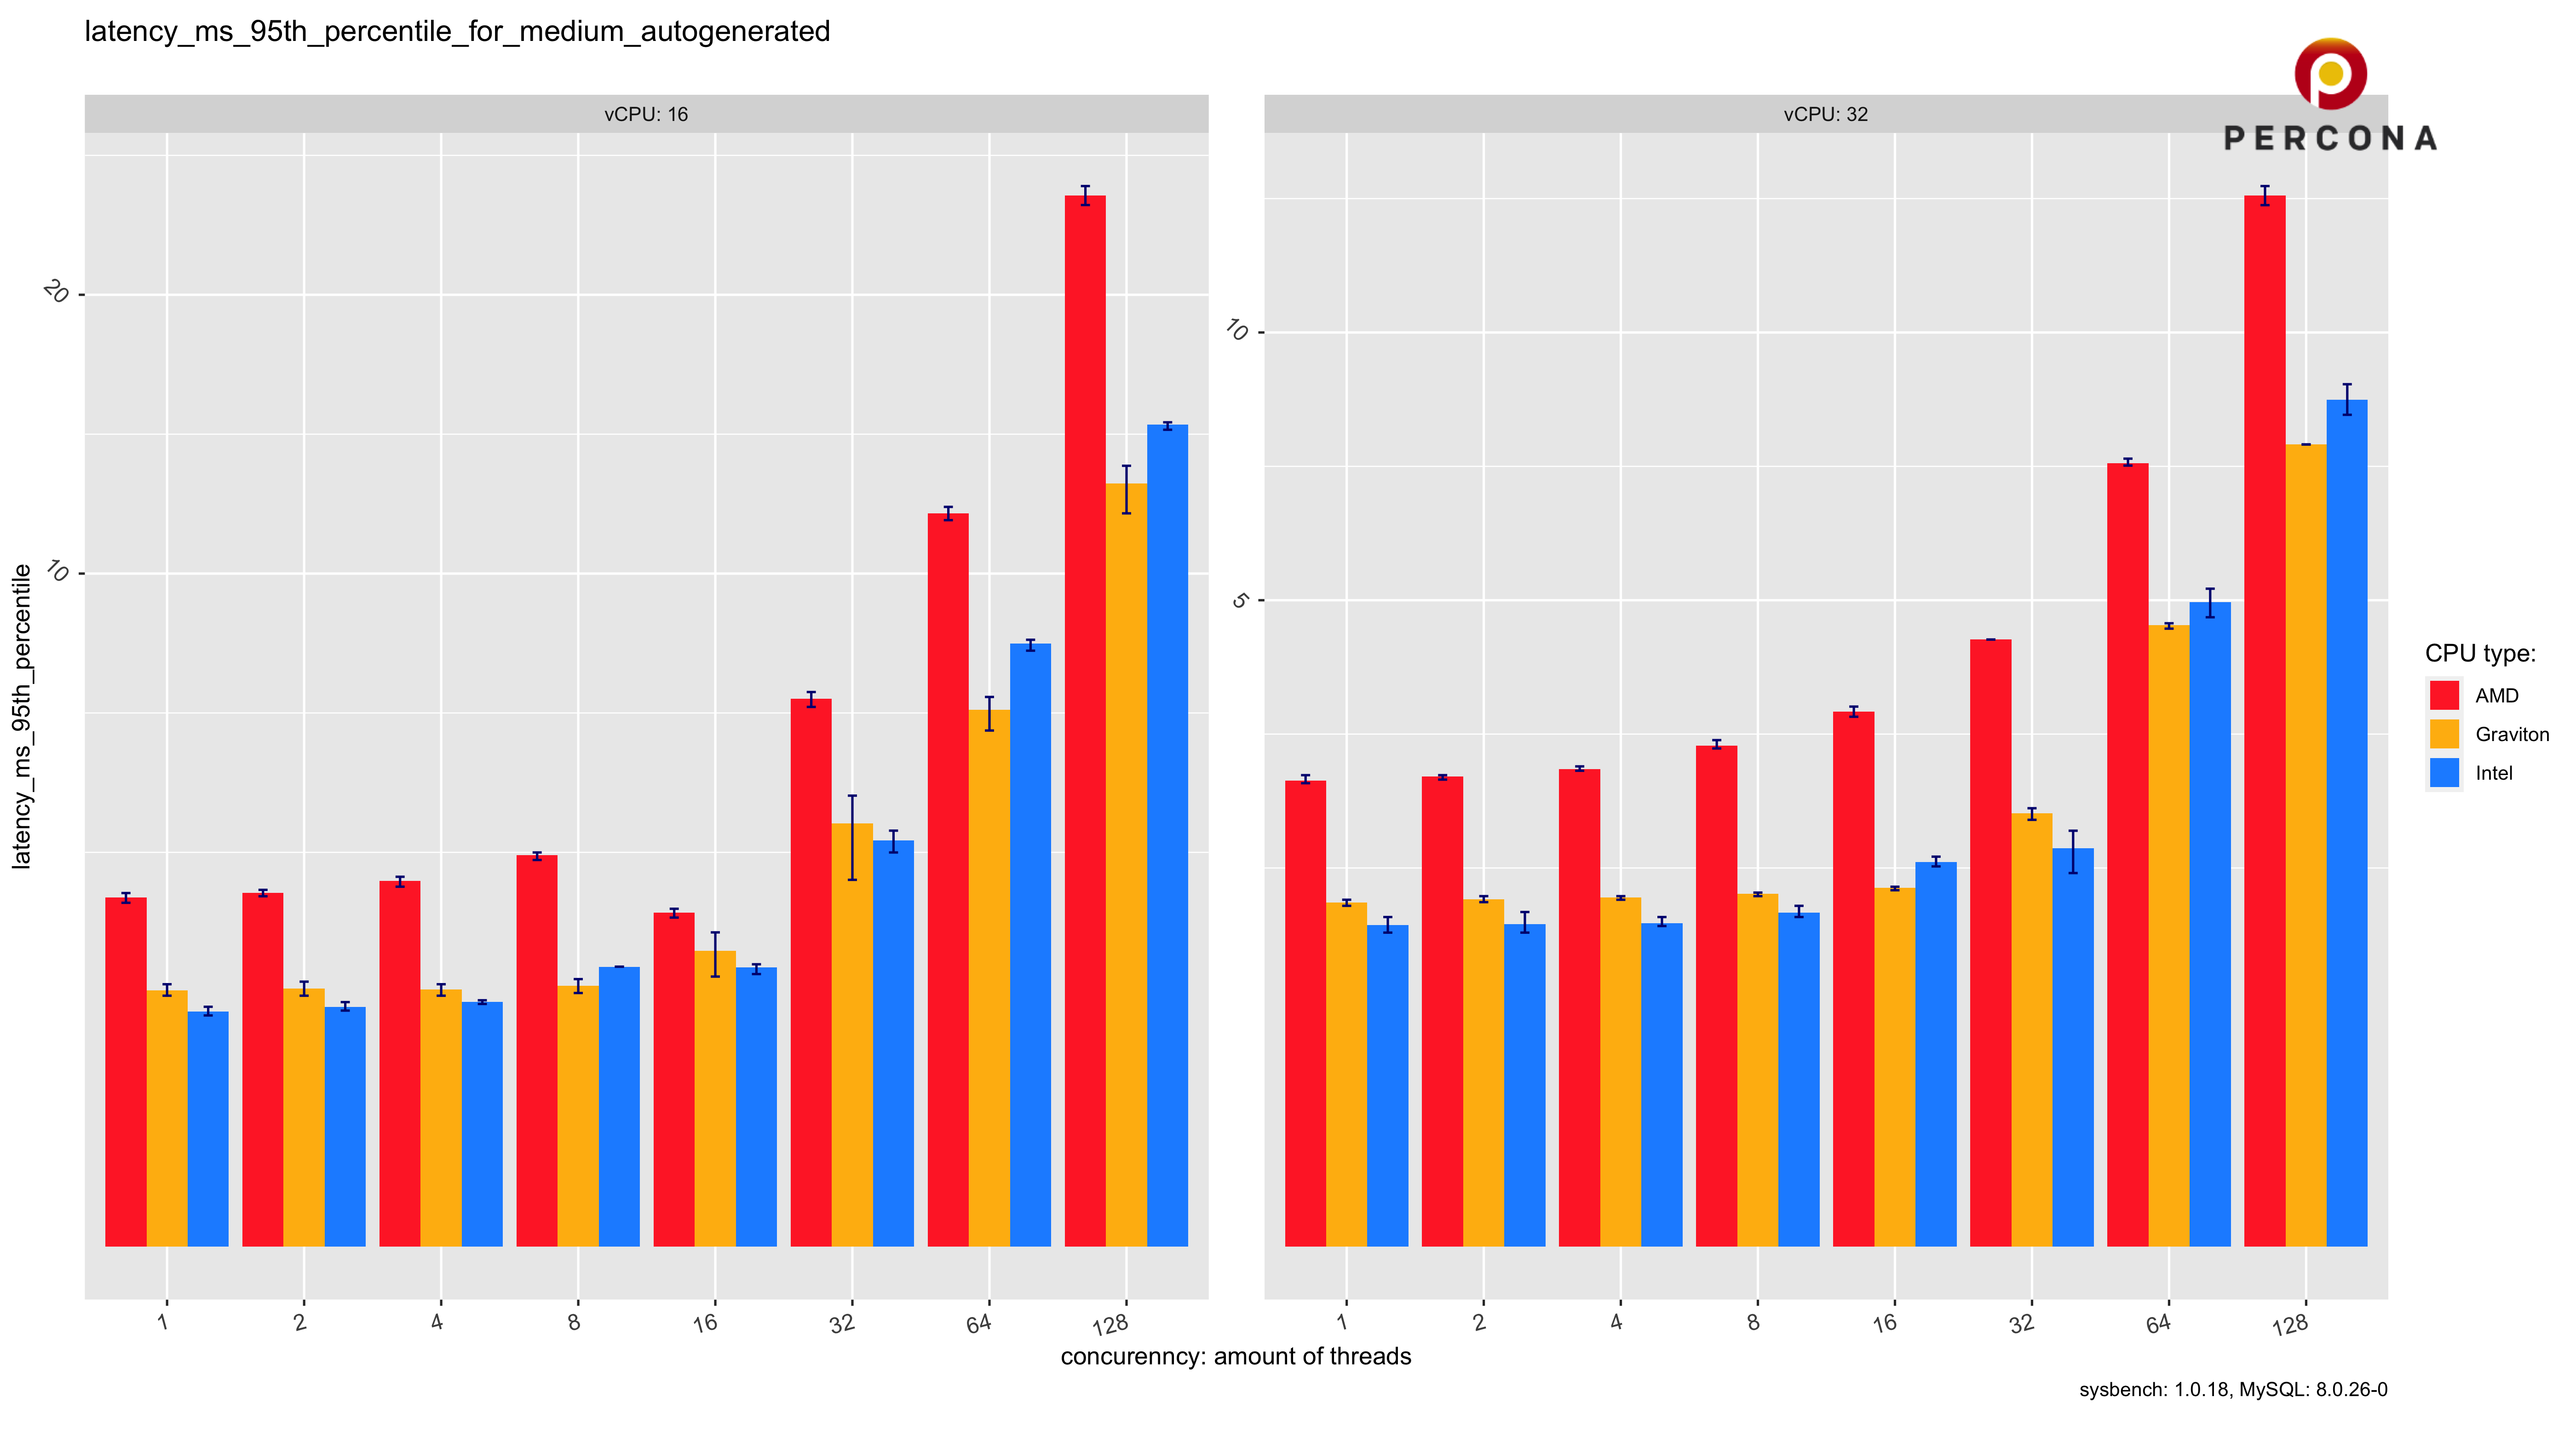 latency_ms_95th_percentile_for_medium_autogenerated
PERCONA
vCPU: 16
vCPU: 32
latency_ms_95th_percentile
20
10
10
5
1
2
4
8
16
32
64
128
1
2
4
8
16
32
64
128
concurenncy: amount of threads
CPU type:
AMD
Graviton
Intel
sysbench: 1.0.18, MySQL: 8.0.26-0